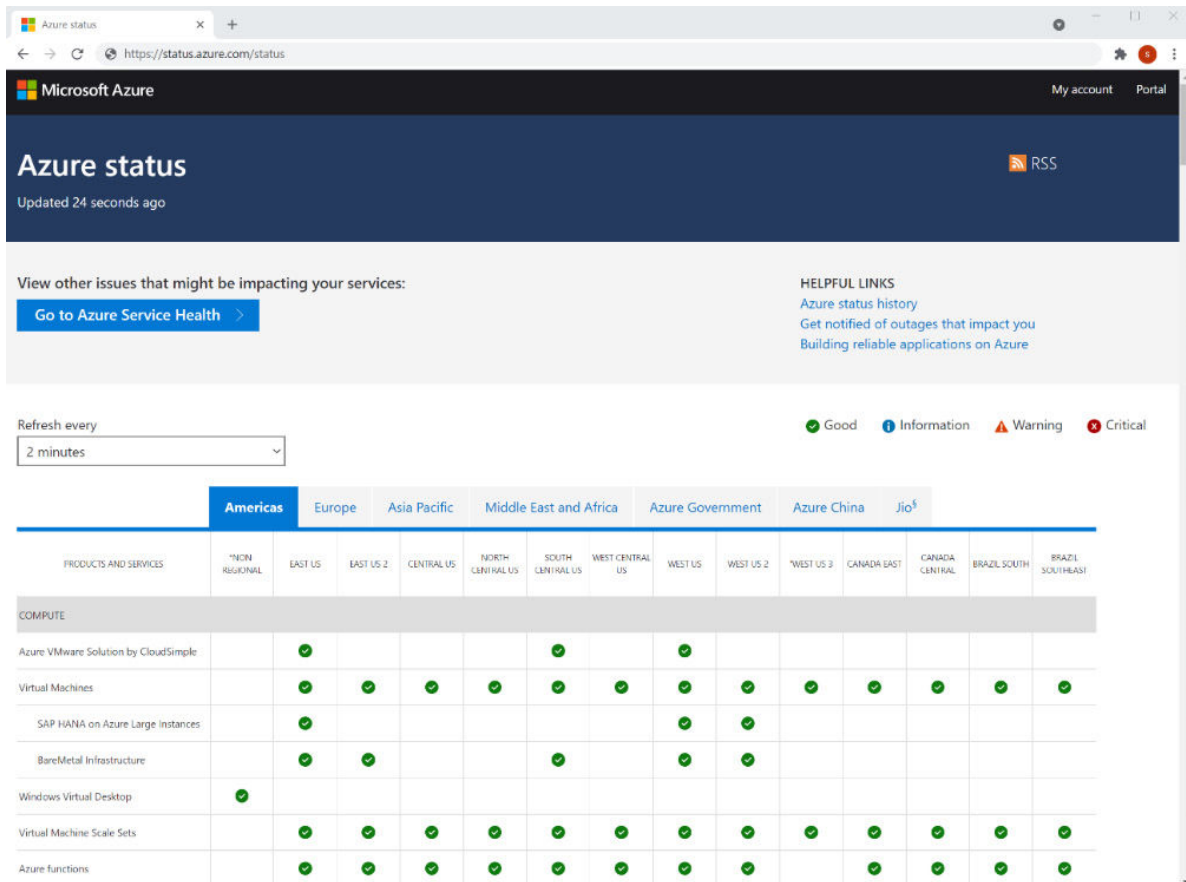 Azure status
https://status.azure.com/status
S
Microsoft Azure
My account Portal
Azure status
RSS
Updated 24 seconds ago
View other issues that might be impacting your services:
Go to Azure Service Health
HELPFUL LINKS
Azure status history
Get notified of outages that impact you
Building reliable applications on Azure
Refresh every
2 minutes
Good Information Warning Critical
Americas Europe Asia Pacific Middle East and Africa Azure Government Azure China Jio§
PRODUCTS AND SERVICES *NON REGIONAL EAST US EAST US 2 CENTRAL US NORTH CENTRAL US SOUTH CENTRAL US WEST CENTRAL US WEST US WEST US 2 *WEST US 3 CANADA EAST CANADA CENTRAL BRAZIL SOUTH BRAZIL SOUTHEAST
COMPUTE
Azure VMware Solution by CloudSimple
Virtual Machines
SAP HANA on Azure Large Instances
BareMetal Infrastructure
Windows Virtual Desktop
Virtual Machine Scale Sets
Azure functions